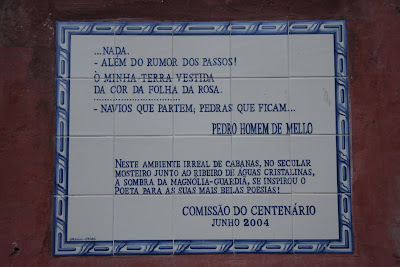 ...NADA.
- ALÉM DO RUMOR DOS PASSOS!
Ó MINHA TERRA VESTIDA
DA COR DA FOLHA DA ROSA.
..............................
- NAVIOS QUE PARTEM; PEDRAS QUE FICAM...
PEDRO HOMEM DE MELLO
NESTE AMBIENTE IRREAL DE CABANAS, NO SECULAR
MOSTEIRO JUNTO AO RIBEIRO DE ÁGUAS CRISTALINAS,
A SOMBRA DA MAGNÓLIA-GUARDIÃ, SE INSPIROU O
POETA PARA AS SUAS MAIS BELAS POESIAS!
COMISSÃO DO CENTENÁRIO
JUNHO 2004